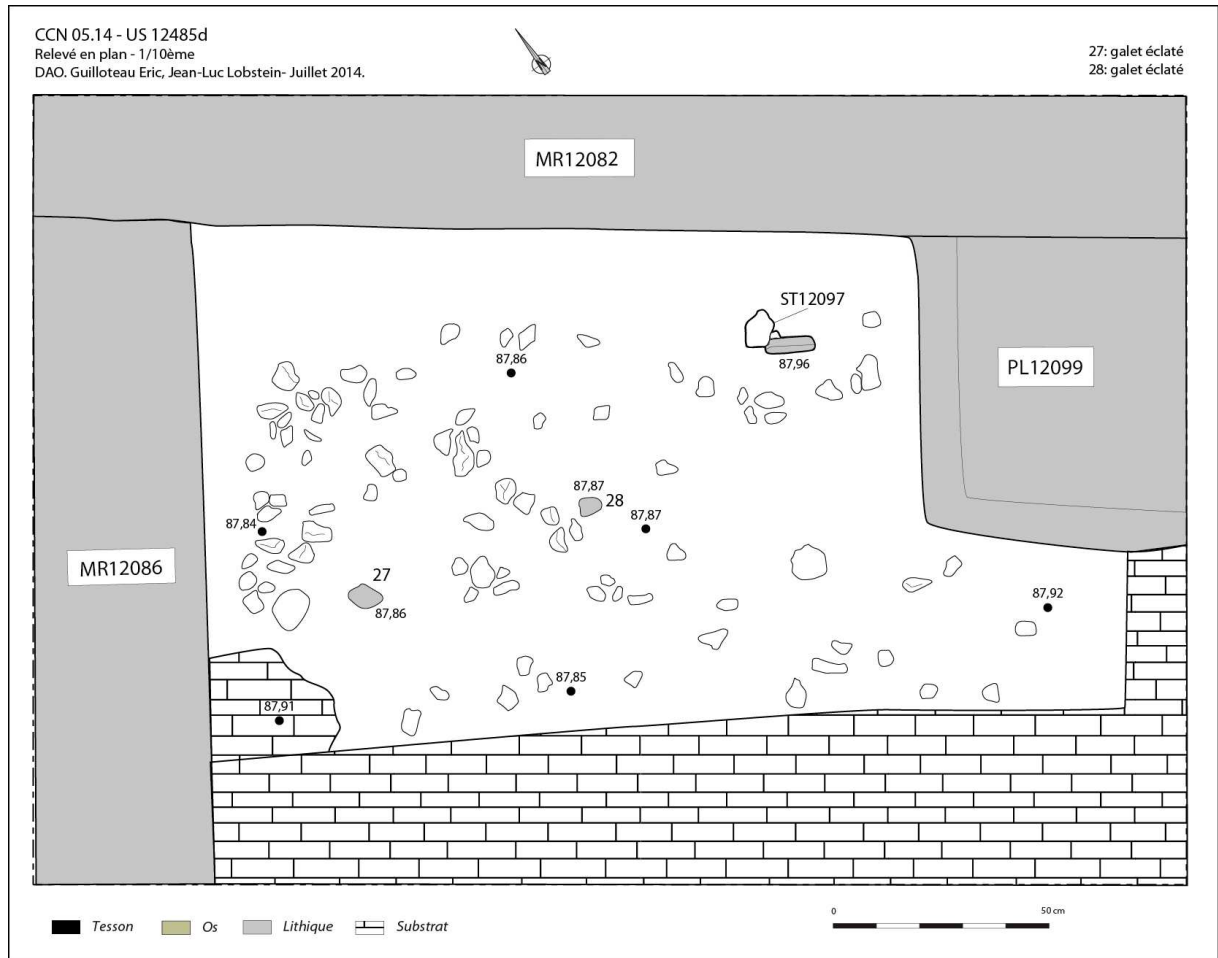 CCN 05.14 - US 12485d
Relevé en plan - 1/10ème
DAO. Guilloteau Eric, Jean-Luc Lobstein- Juillet 2014.
27: galet éclaté
28: galet éclaté
MR12082
ST12097
87,96
PL12099
87,86
87,87
28
87,87
87,84
MR12086
27
87,86
87,92
87,85
87,91
Tesson
Os
Lithique
Substrat
0
50 cm